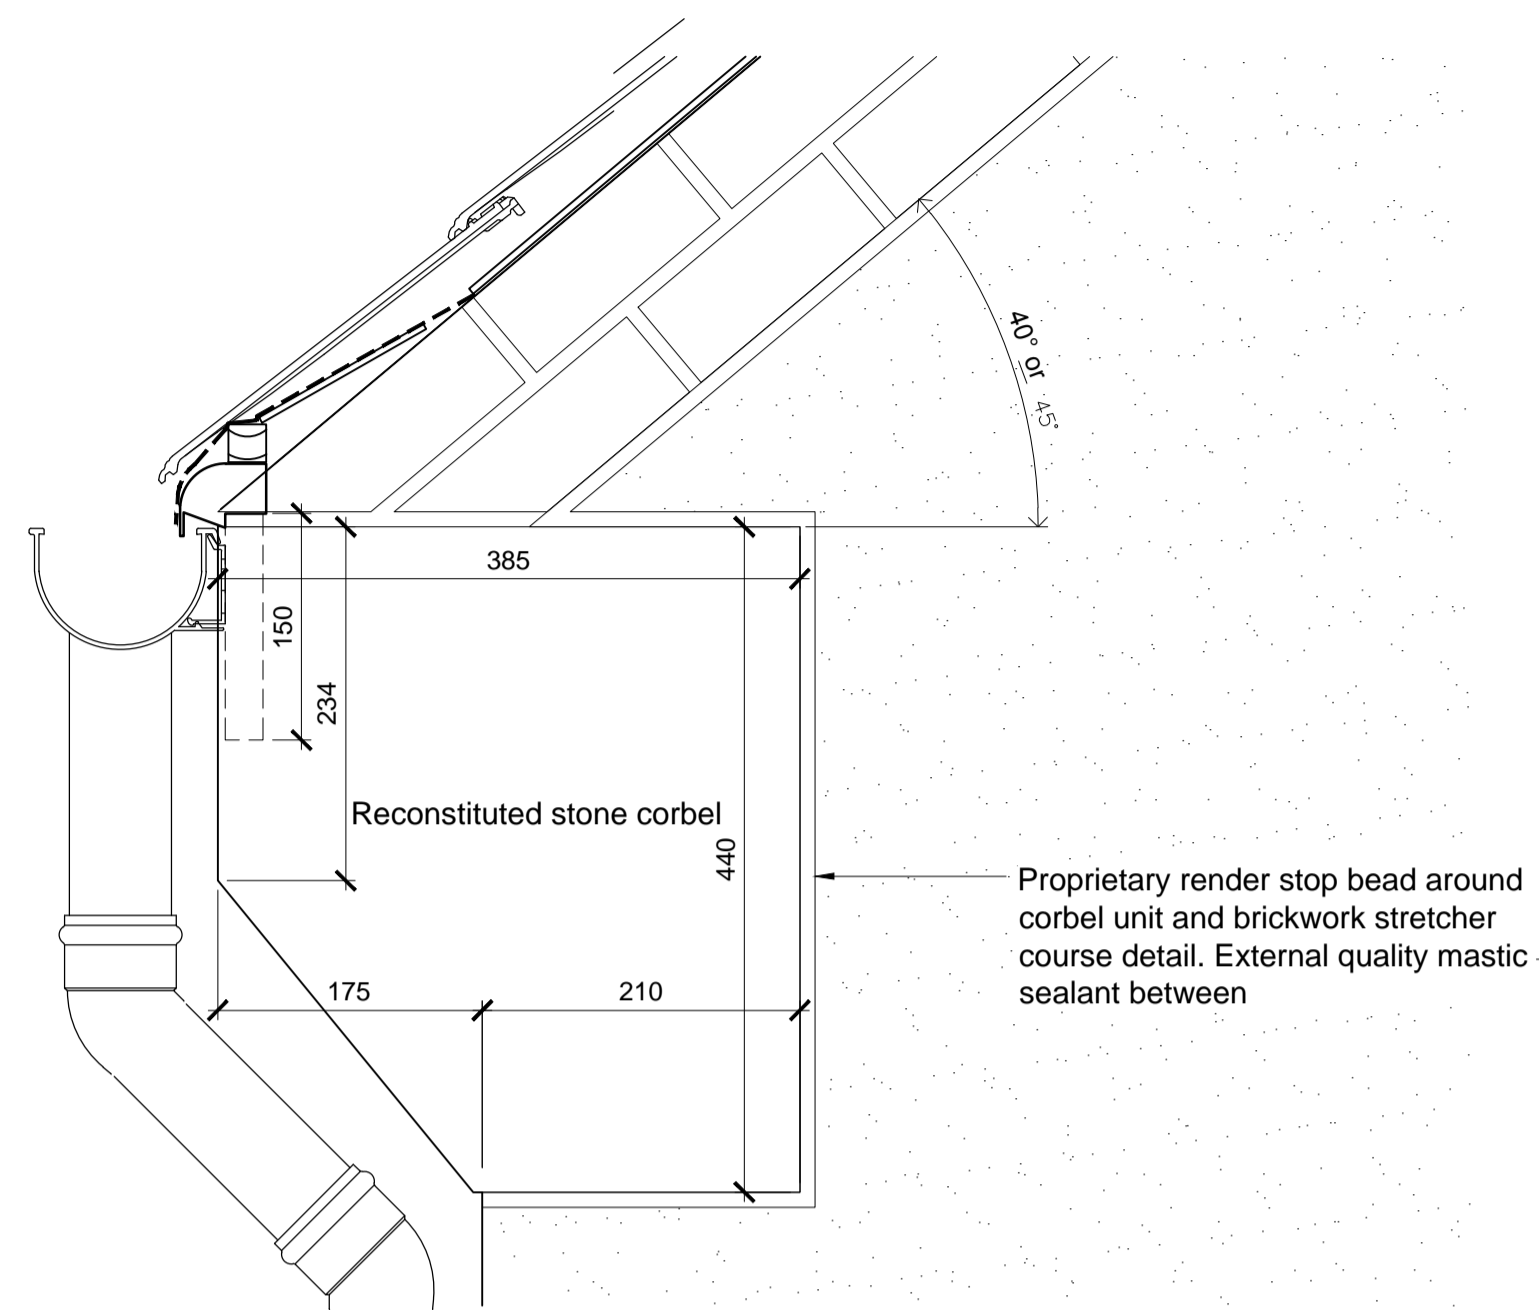 40° or 45°
385
150
234
Reconstituted stone corbel
440
Proprietary render stop bead around
corbel unit and brickwork stretcher
course detail. External quality mastic
sealant between
175
210